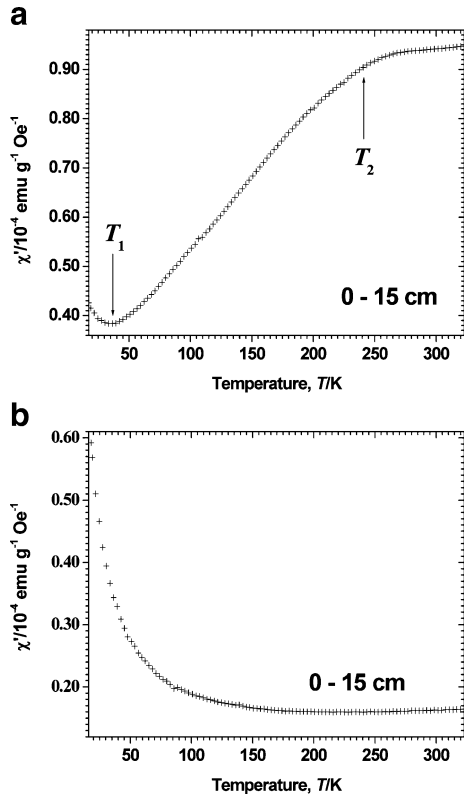 a
χ'/10⁻⁴ emu g⁻¹ Oe⁻¹
0.90
0.80
0.70
0.60
0.50
0.40
T₁
T₂
0 - 15 cm
50 100 150 200 250 300
Temperature, T/K
b
χ'/10⁻⁴ emu g⁻¹ Oe⁻¹
0.60
0.50
0.40
0.30
0.20
0 - 15 cm
50 100 150 200 250 300
Temperature, T/K